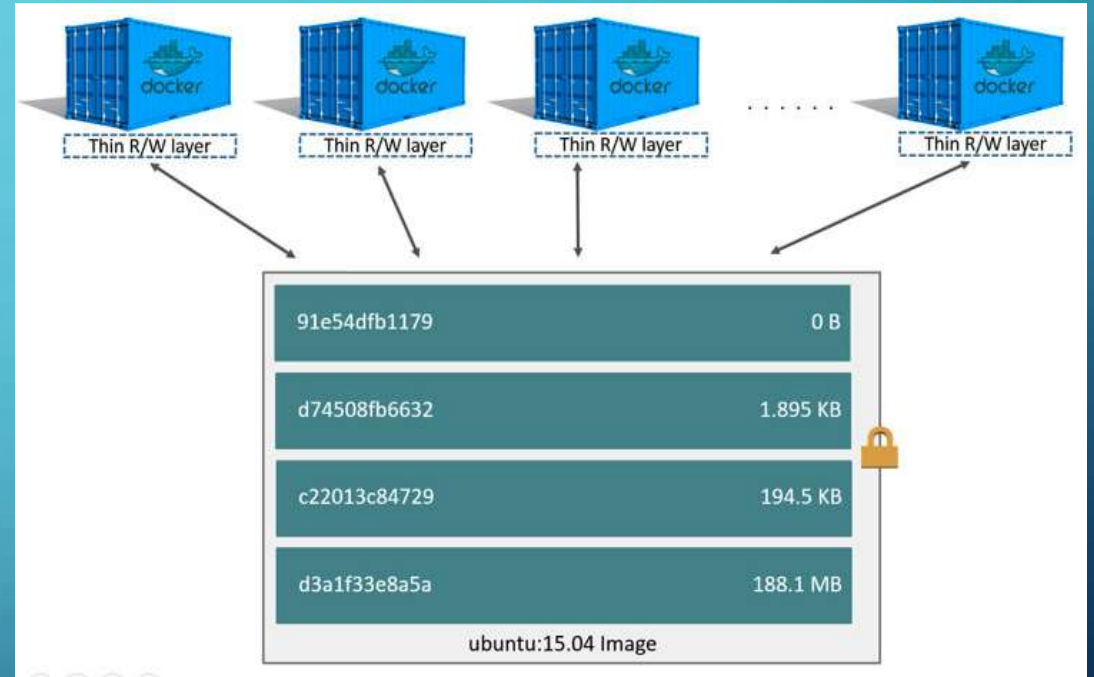 docker docker docker docker
. . . . . .
Thin R/W layer Thin R/W layer Thin R/W layer Thin R/W layer
91e54dfb1179 0 B
d74508fb6632 1.895 KB
c22013c84729 194.5 KB
d3a1f33e8a5a 188.1 MB
ubuntu:15.04 Image